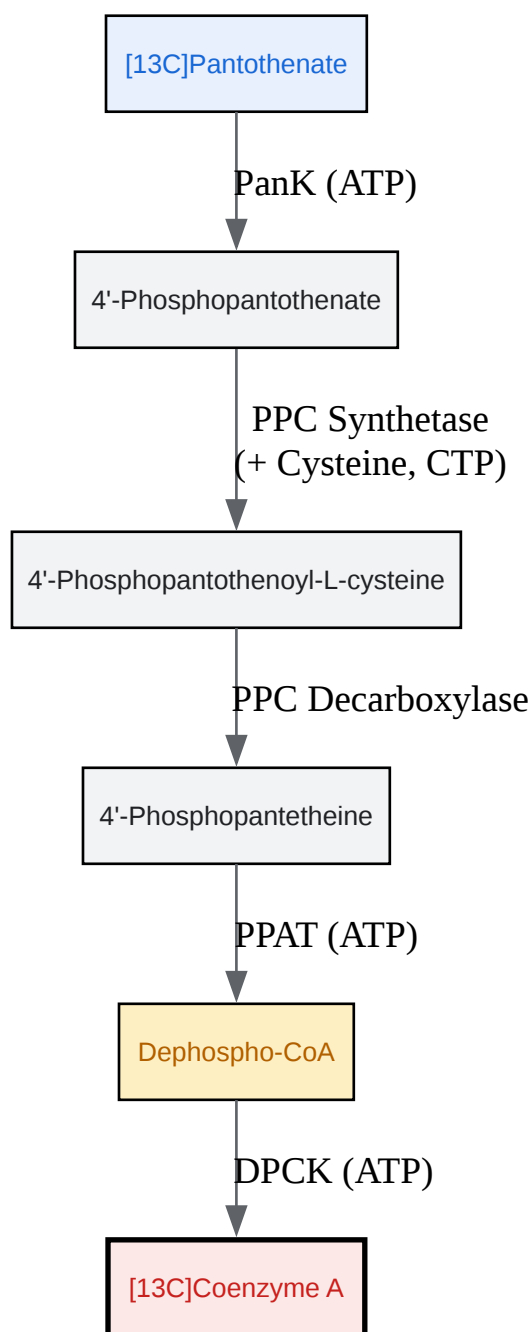 [13C]Pantothenate
PanK (ATP)
4'-Phosphopantothenate
PPC Synthetase
(+ Cysteine, CTP)
4'-Phosphopantothenoyl-L-cysteine
PPC Decarboxylase
4'-Phosphopantetheine
PPAT (ATP)
Dephospho-CoA
DPCK (ATP)
[13C]Coenzyme A